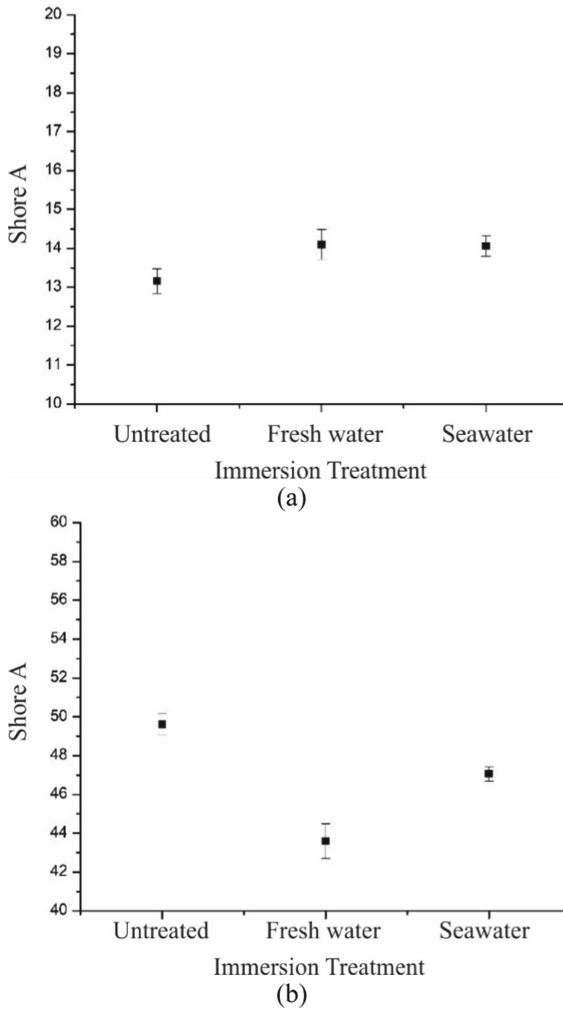 20
19
18
17
16
15
14
13
12
11
10
Shore A
Untreated Fresh water Seawater
Immersion Treatment
(a)
60
58
56
54
52
50
48
46
44
42
40
Shore A
Untreated Fresh water Seawater
Immersion Treatment
(b)